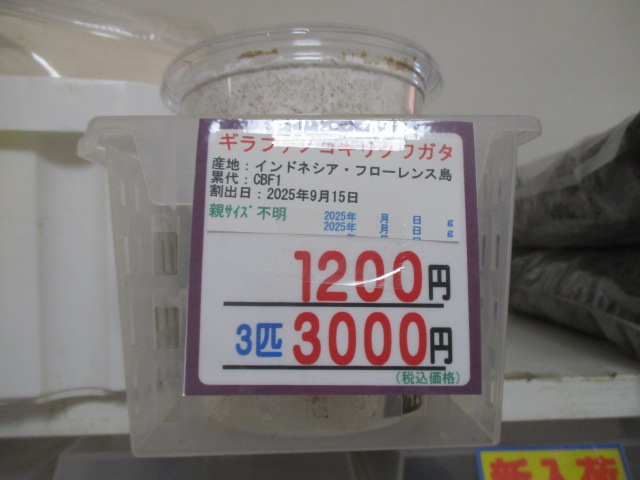 ギラファノコギリクワガタ
産地：インドネシア・フローレンス島
累代：CBF1
割出日：2025年9月15日
親ｻｲｽﾞ不明
2025年 月 日 g
2025年 月 日 g
1200円
3匹 3000円
(税込価格)
新入荷